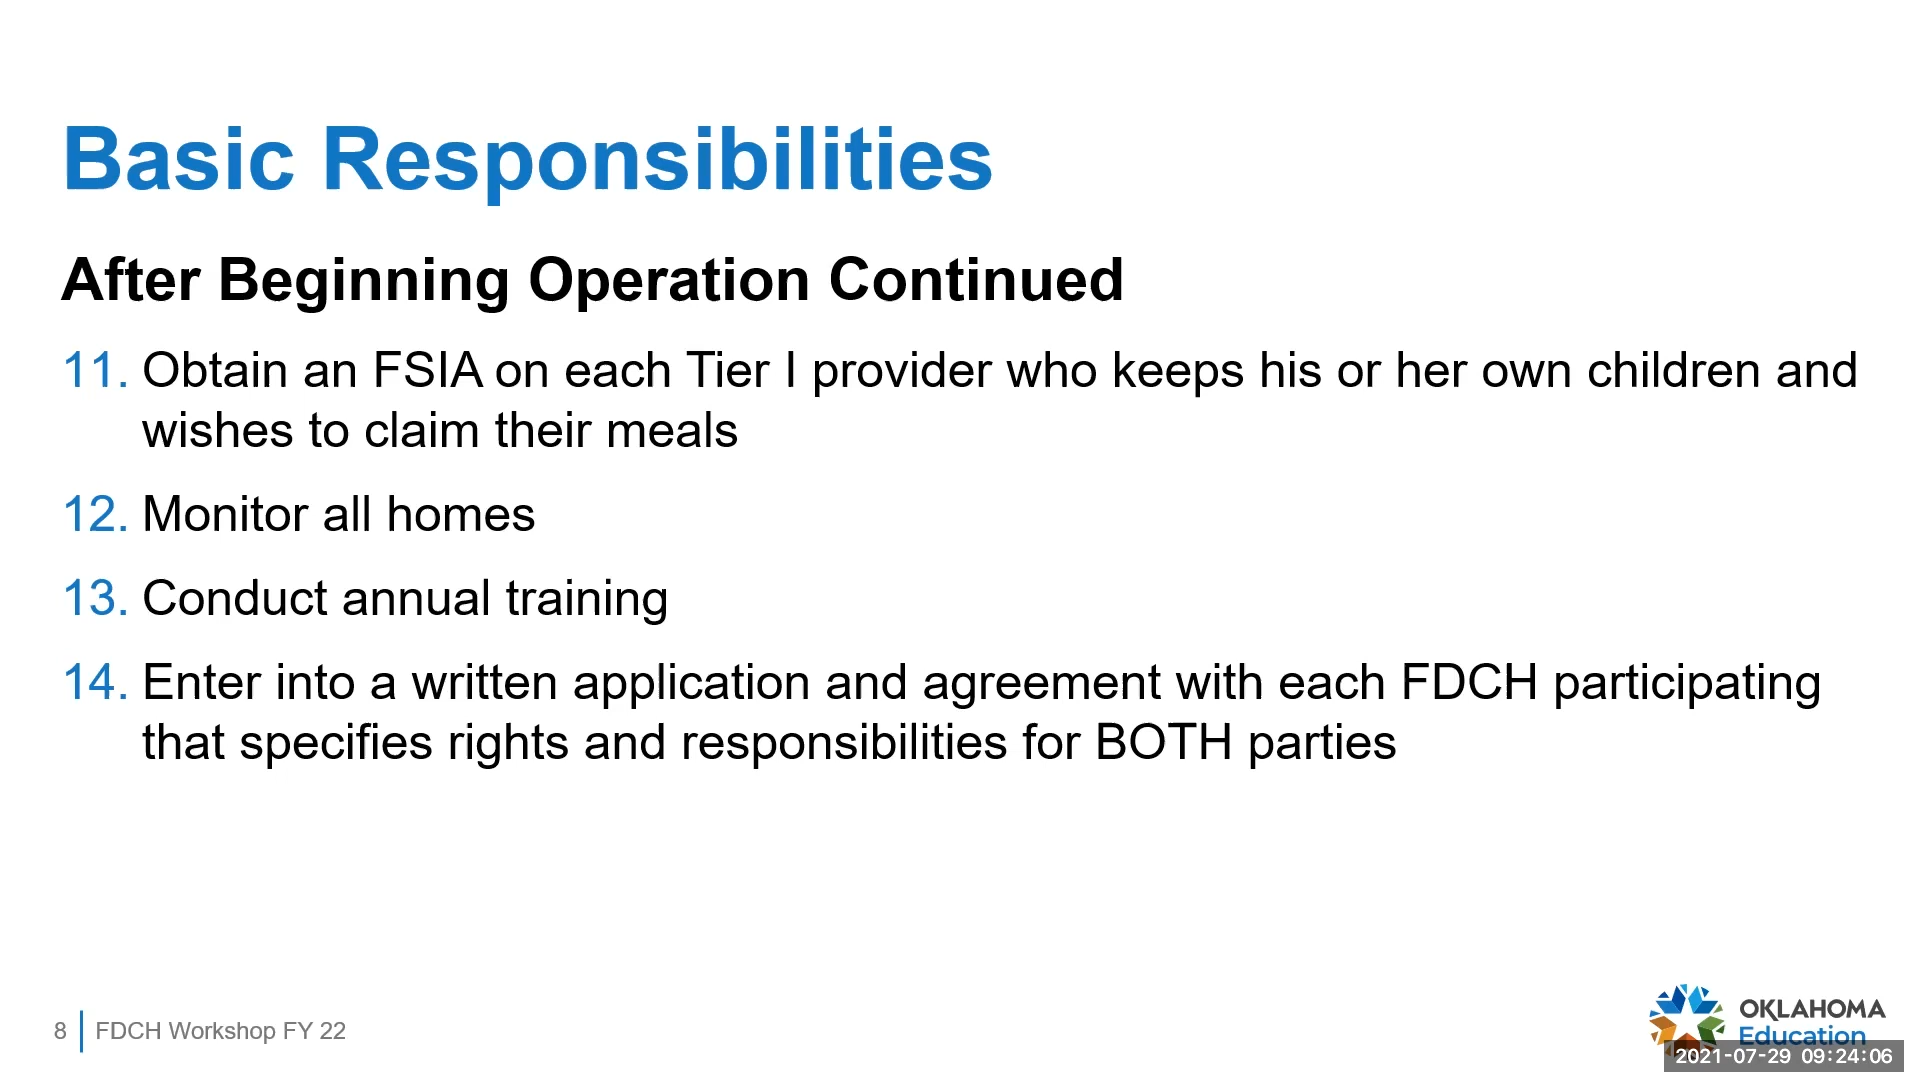 Basic Responsibilities
After Beginning Operation Continued
11. Obtain an FSIA on each Tier I provider who keeps his or her own children and
wishes to claim their meals
12. Monitor all homes
13. Conduct annual training
14. Enter into a written application and agreement with each FDCH participating
that specifies rights and responsibilities for BOTH parties
8 FDCH Workshop FY 22
OKLAHOMA
Education
2021-07-29 09:24:06